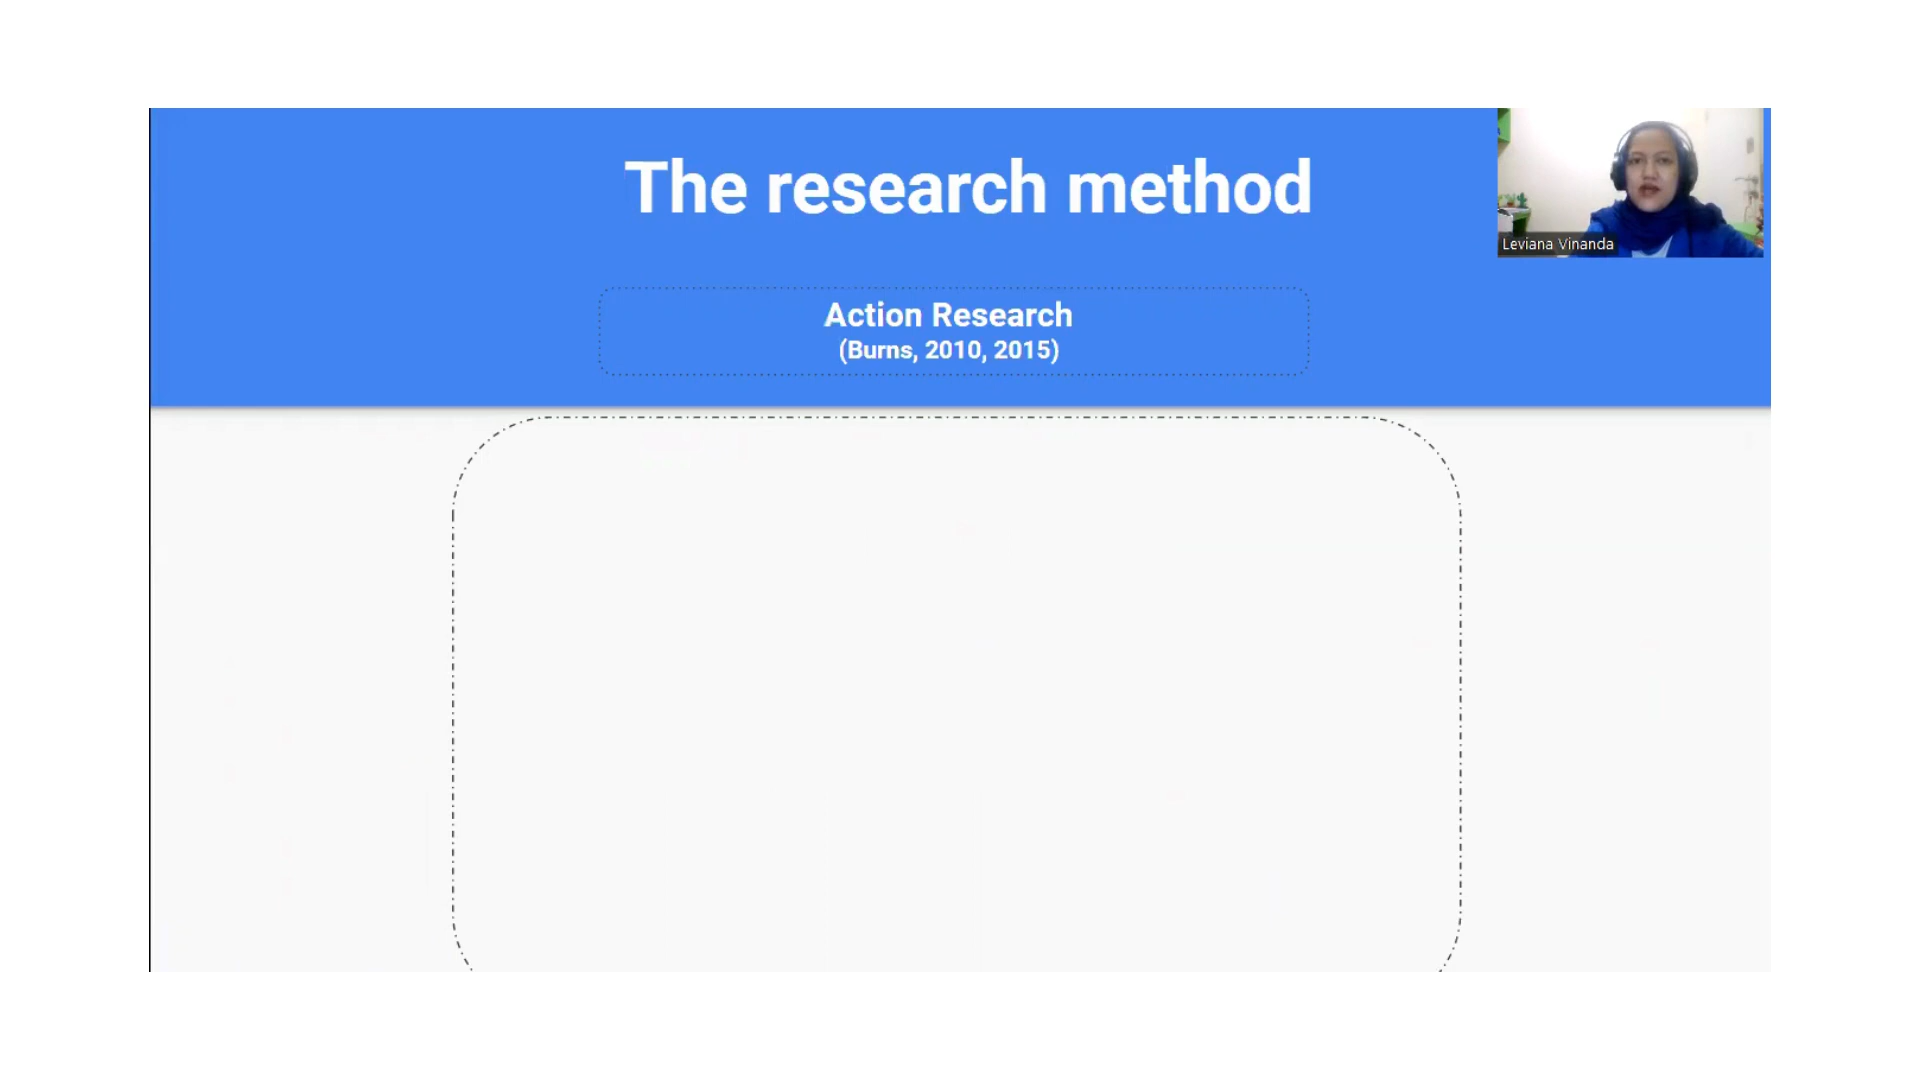 The research method
Leviana Vinanda
Action Research
(Burns, 2010, 2015)